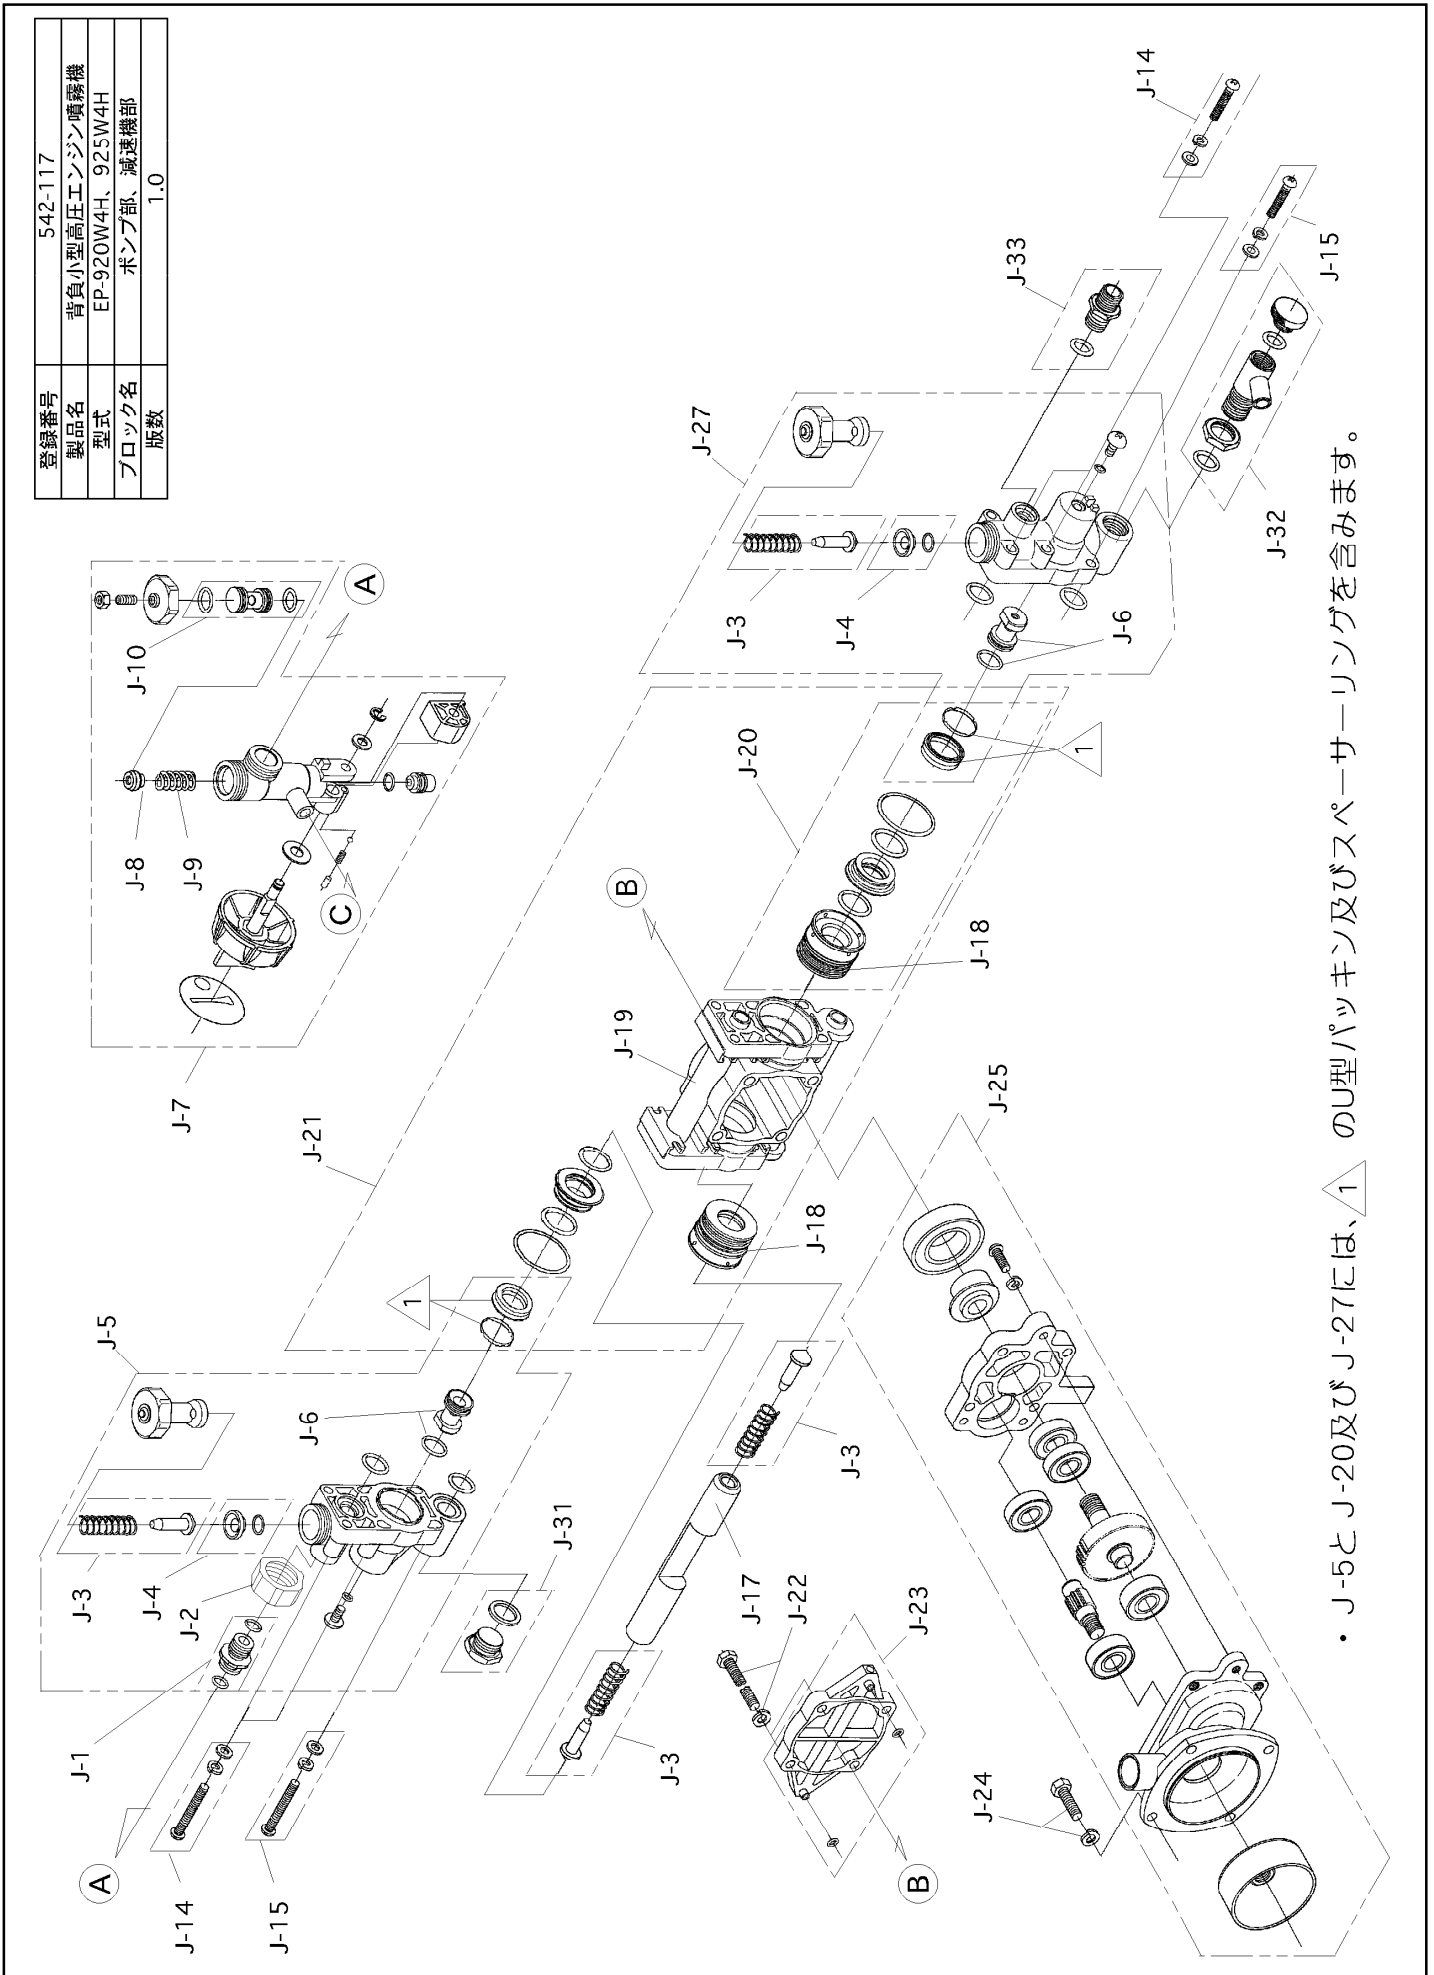 登録番号 542-117
製品名 背負小型高圧エンジン噴霧機
型式 EP-920W4H、925W4H
ブロック名 ポンプ部、減速機部
版数 1.0
A
J-14
J-15
J-1
J-3
J-4
J-2
J-5
J-6
J-31
1
J-7
J-8
J-9
J-10
C
A
J-21
J-3
J-17
J-3
J-22
J-23
B
J-18
J-19
B
J-20
J-18
1
J-27
J-3
J-4
J-6
J-33
J-14
J-15
J-32
J-24
J-25
・J-5とJ-20及びJ-27には、1 のU型パッキン及びスペーサーリングを含みます。